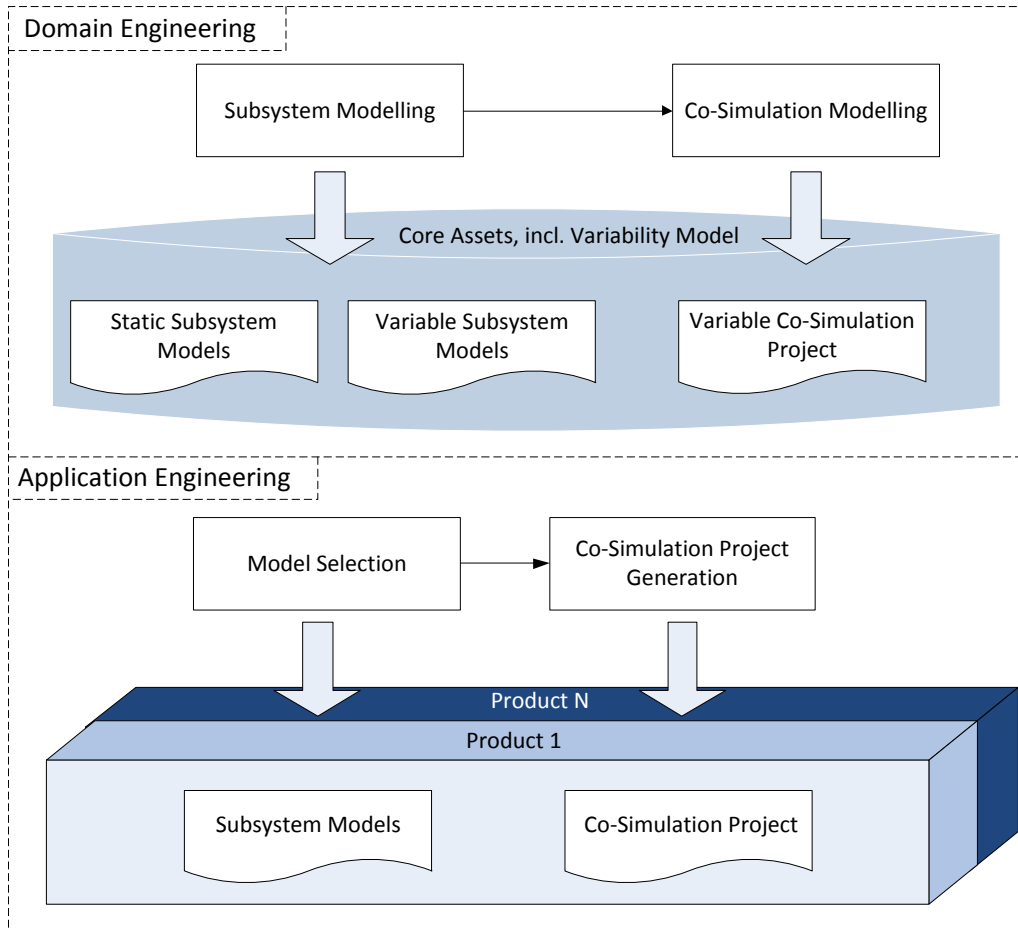 Domain Engineering
Subsystem Modelling
Co-Simulation Modelling
Core Assets, incl. Variability Model
Static Subsystem
Models
Variable Subsystem
Models
Variable Co-Simulation
Project
Application Engineering
Model Selection
Co-Simulation Project
Generation
Product N
Product 1
Subsystem Models
Co-Simulation Project